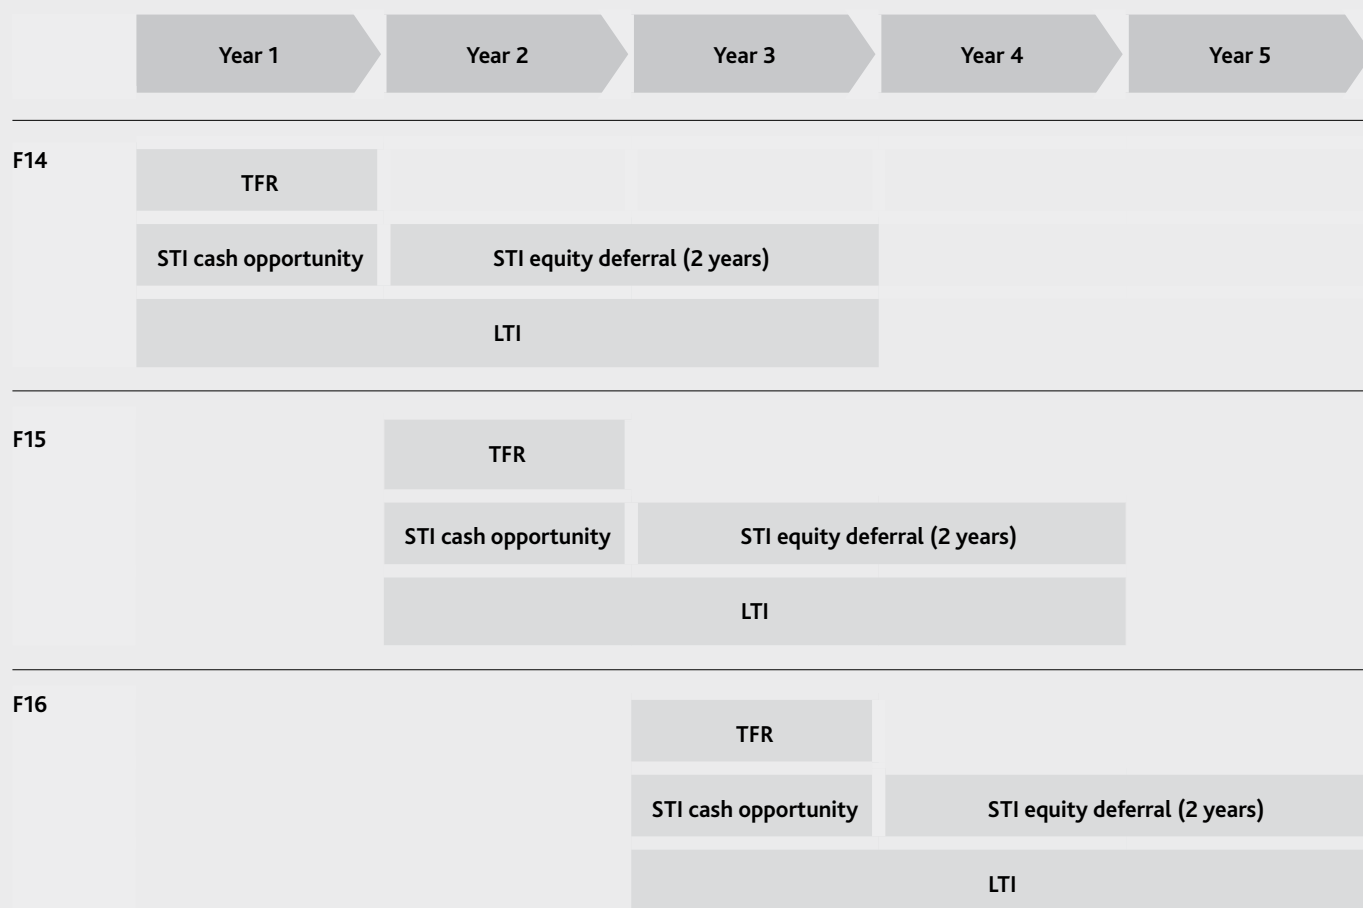 Year 1
Year 2
Year 3
Year 4
Year 5
F14
TFR
STI cash opportunity
STI equity deferral (2 years)
LTI
F15
TFR
STI cash opportunity
STI equity deferral (2 years)
LTI
F16
TFR
STI cash opportunity
STI equity deferral (2 years)
LTI